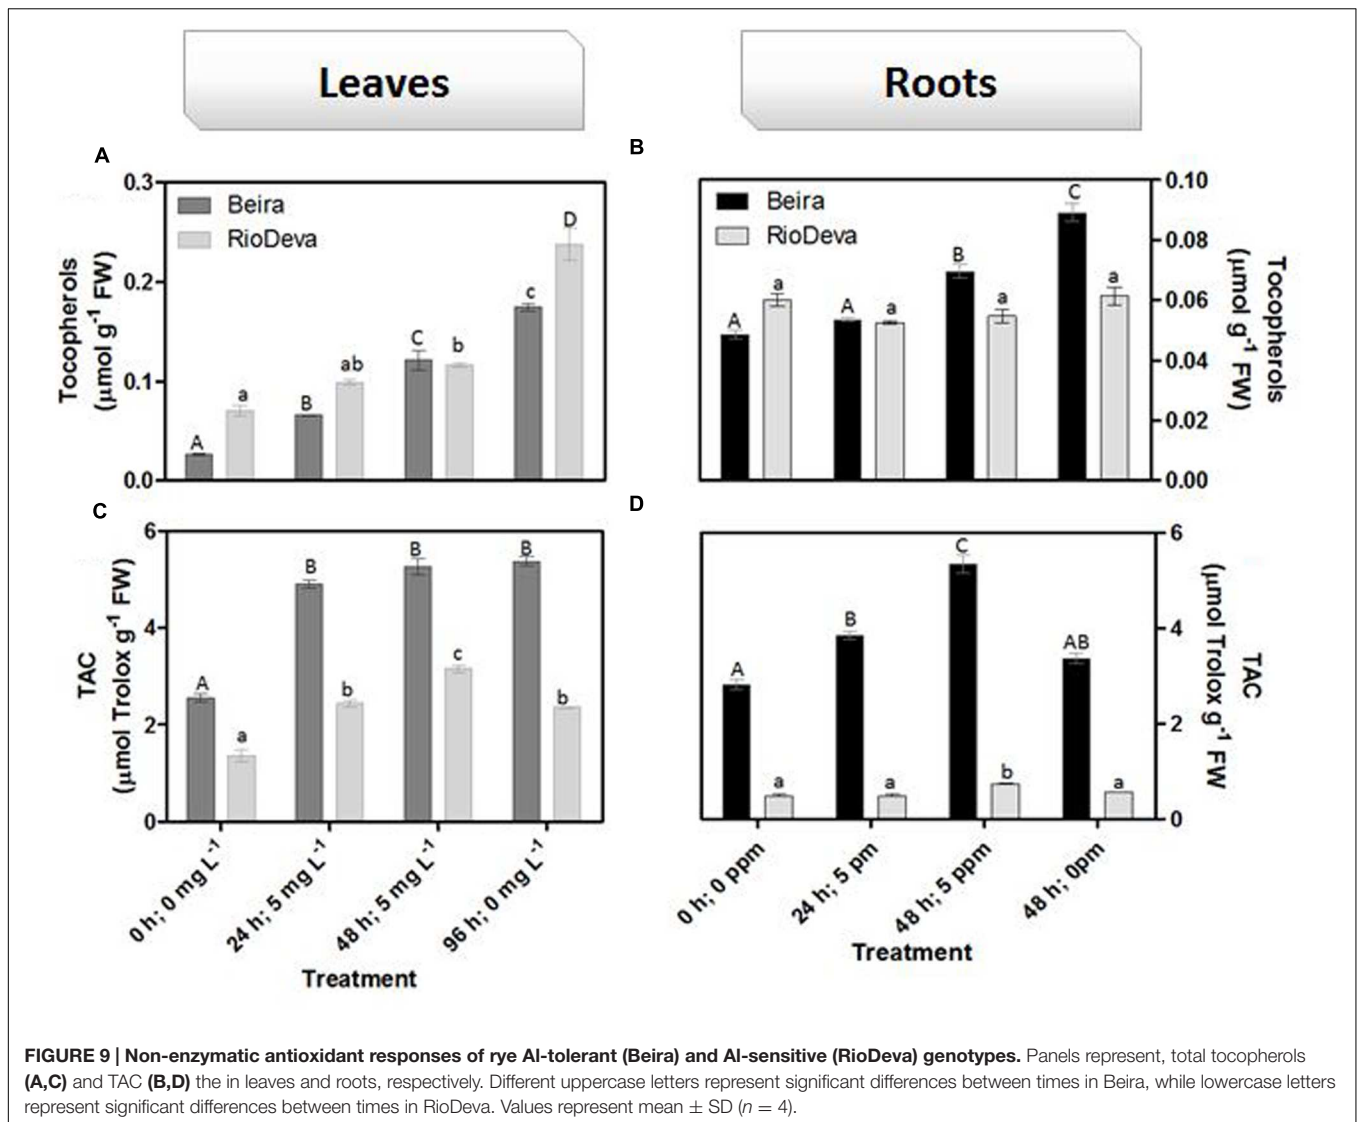 Leaves
Roots
A
B
0.3
0.2
0.1
0.0
Tocopherols
(μmol g-1 FW)
Beira
RioDeva
A
a
B
ab
C
b
c
D
Beira
RioDeva
A
a
A
a
B
a
C
a
0.10
0.08
0.06
0.04
0.02
0.00
Tocopherols
(μmol g-1 FW)
C
D
6
4
2
0
TAC
(μmol Trolox g-1 FW)
A
a
B
b
B
c
B
b
A
a
B
a
C
b
AB
a
6
4
2
0
TAC
(μmol Trolox g-1 FW
0 h; 0 mg L-1
24 h; 5 mg L-1
48 h; 5 mg L-1
96 h; 0 mg L-1
Treatment
0 h; 0 ppm
24 h; 5 pm
48 h; 5 ppm
48 h; 0pm
Treatment
FIGURE 9 | Non-enzymatic antioxidant responses of rye Al-tolerant (Beira) and Al-sensitive (RioDeva) genotypes. Panels represent, total tocopherols
(A,C) and TAC (B,D) the in leaves and roots, respectively. Different uppercase letters represent significant differences between times in Beira, while lowercase letters
represent significant differences between times in RioDeva. Values represent mean ± SD (n = 4).